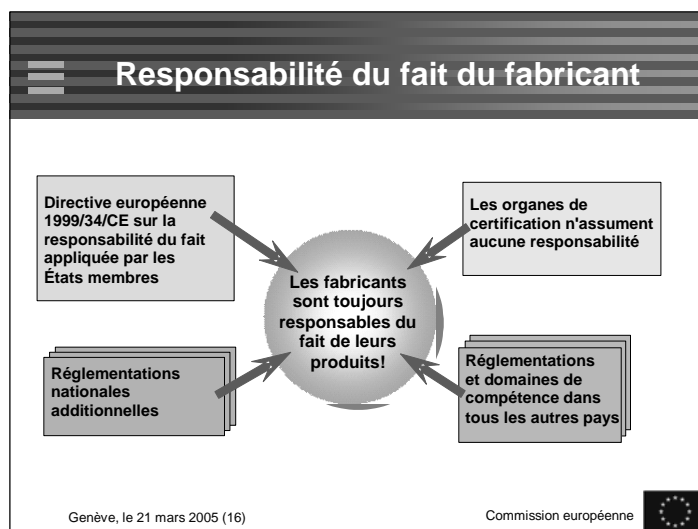 Responsabilité du fait du fabricant
Directive européenne
1999/34/CE sur la
responsabilité du fait
appliquée par les
États membres
Les organes de
certification n'assument
aucune responsabilité
Les fabricants
sont toujours
responsables du
fait de leurs
produits!
Réglementations
nationales
additionnelles
Réglementations
et domaines de
compétence dans
tous les autres pays
Genève, le 21 mars 2005 (16)
Commission européenne